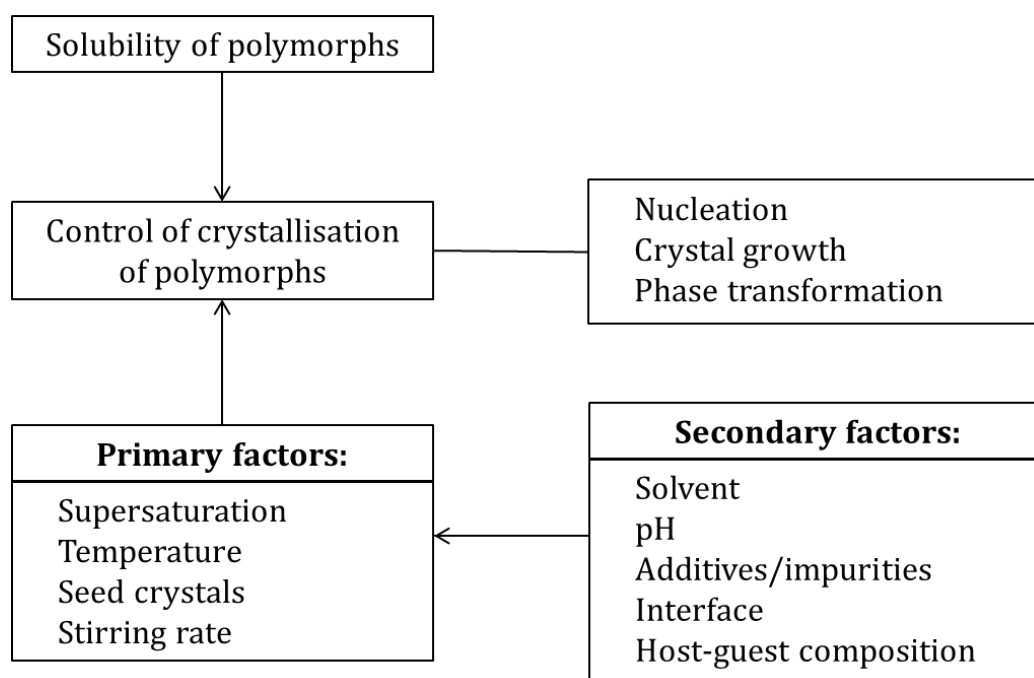 Solubility of polymorphs
Control of crystallisation
of polymorphs
Nucleation
Crystal growth
Phase transformation
Primary factors:
Supersaturation
Temperature
Seed crystals
Stirring rate
Secondary factors:
Solvent
pH
Additives/impurities
Interface
Host-guest composition